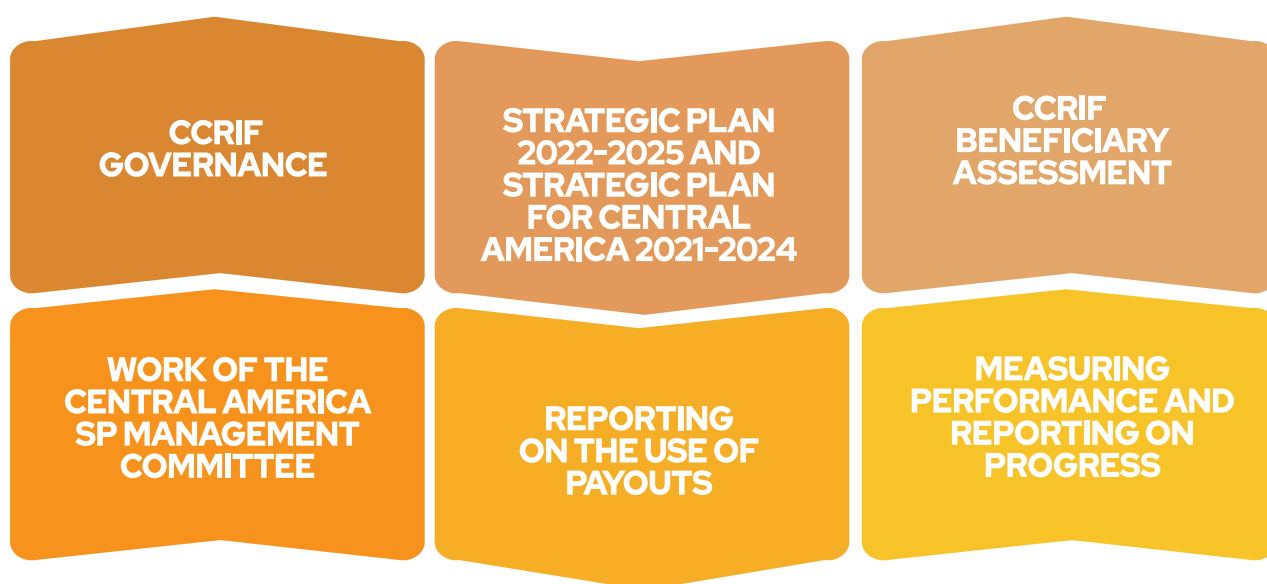 CCRIF
GOVERNANCE
STRATEGIC PLAN
2022-2025 AND
STRATEGIC PLAN
FOR CENTRAL
AMERICA 2021-2024
CCRIF
BENEFICIARY
ASSESSMENT
WORK OF THE
CENTRAL AMERICA
SP MANAGEMENT
COMMITTEE
REPORTING
ON THE USE OF
PAYOUTS
MEASURING
PERFORMANCE AND
REPORTING ON
PROGRESS